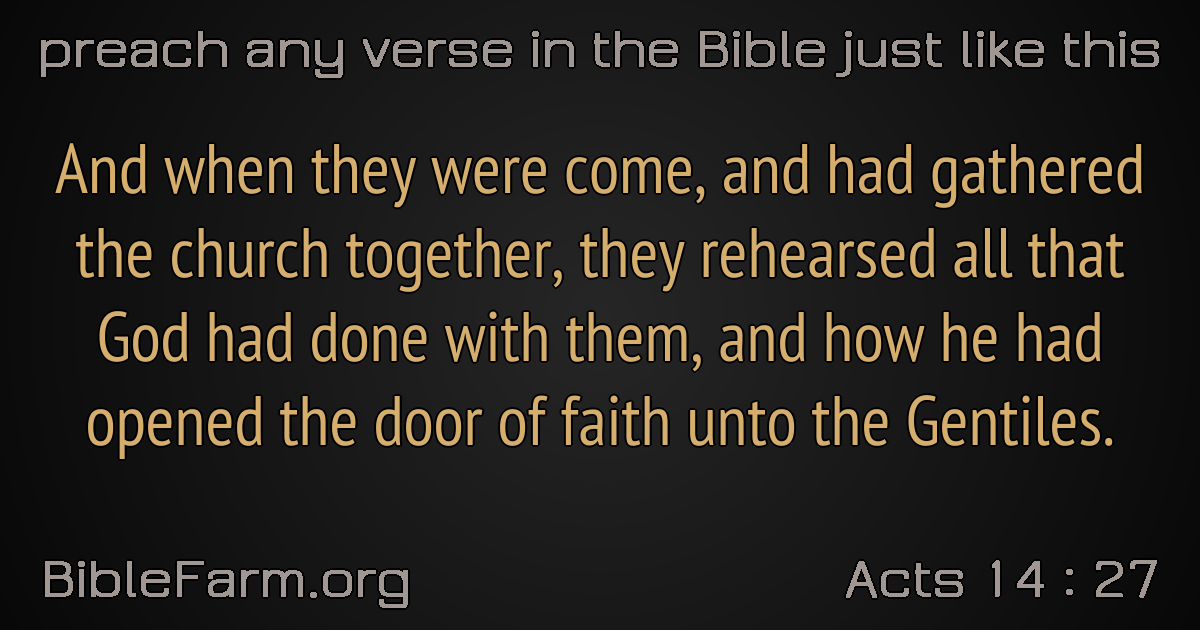 preach any verse in the Bible just like this
And when they were come, and had gathered
the church together, they rehearsed all that
God had done with them, and how he had
opened the door of faith unto the Gentiles.
BibleFarm.org
Acts 14 : 27